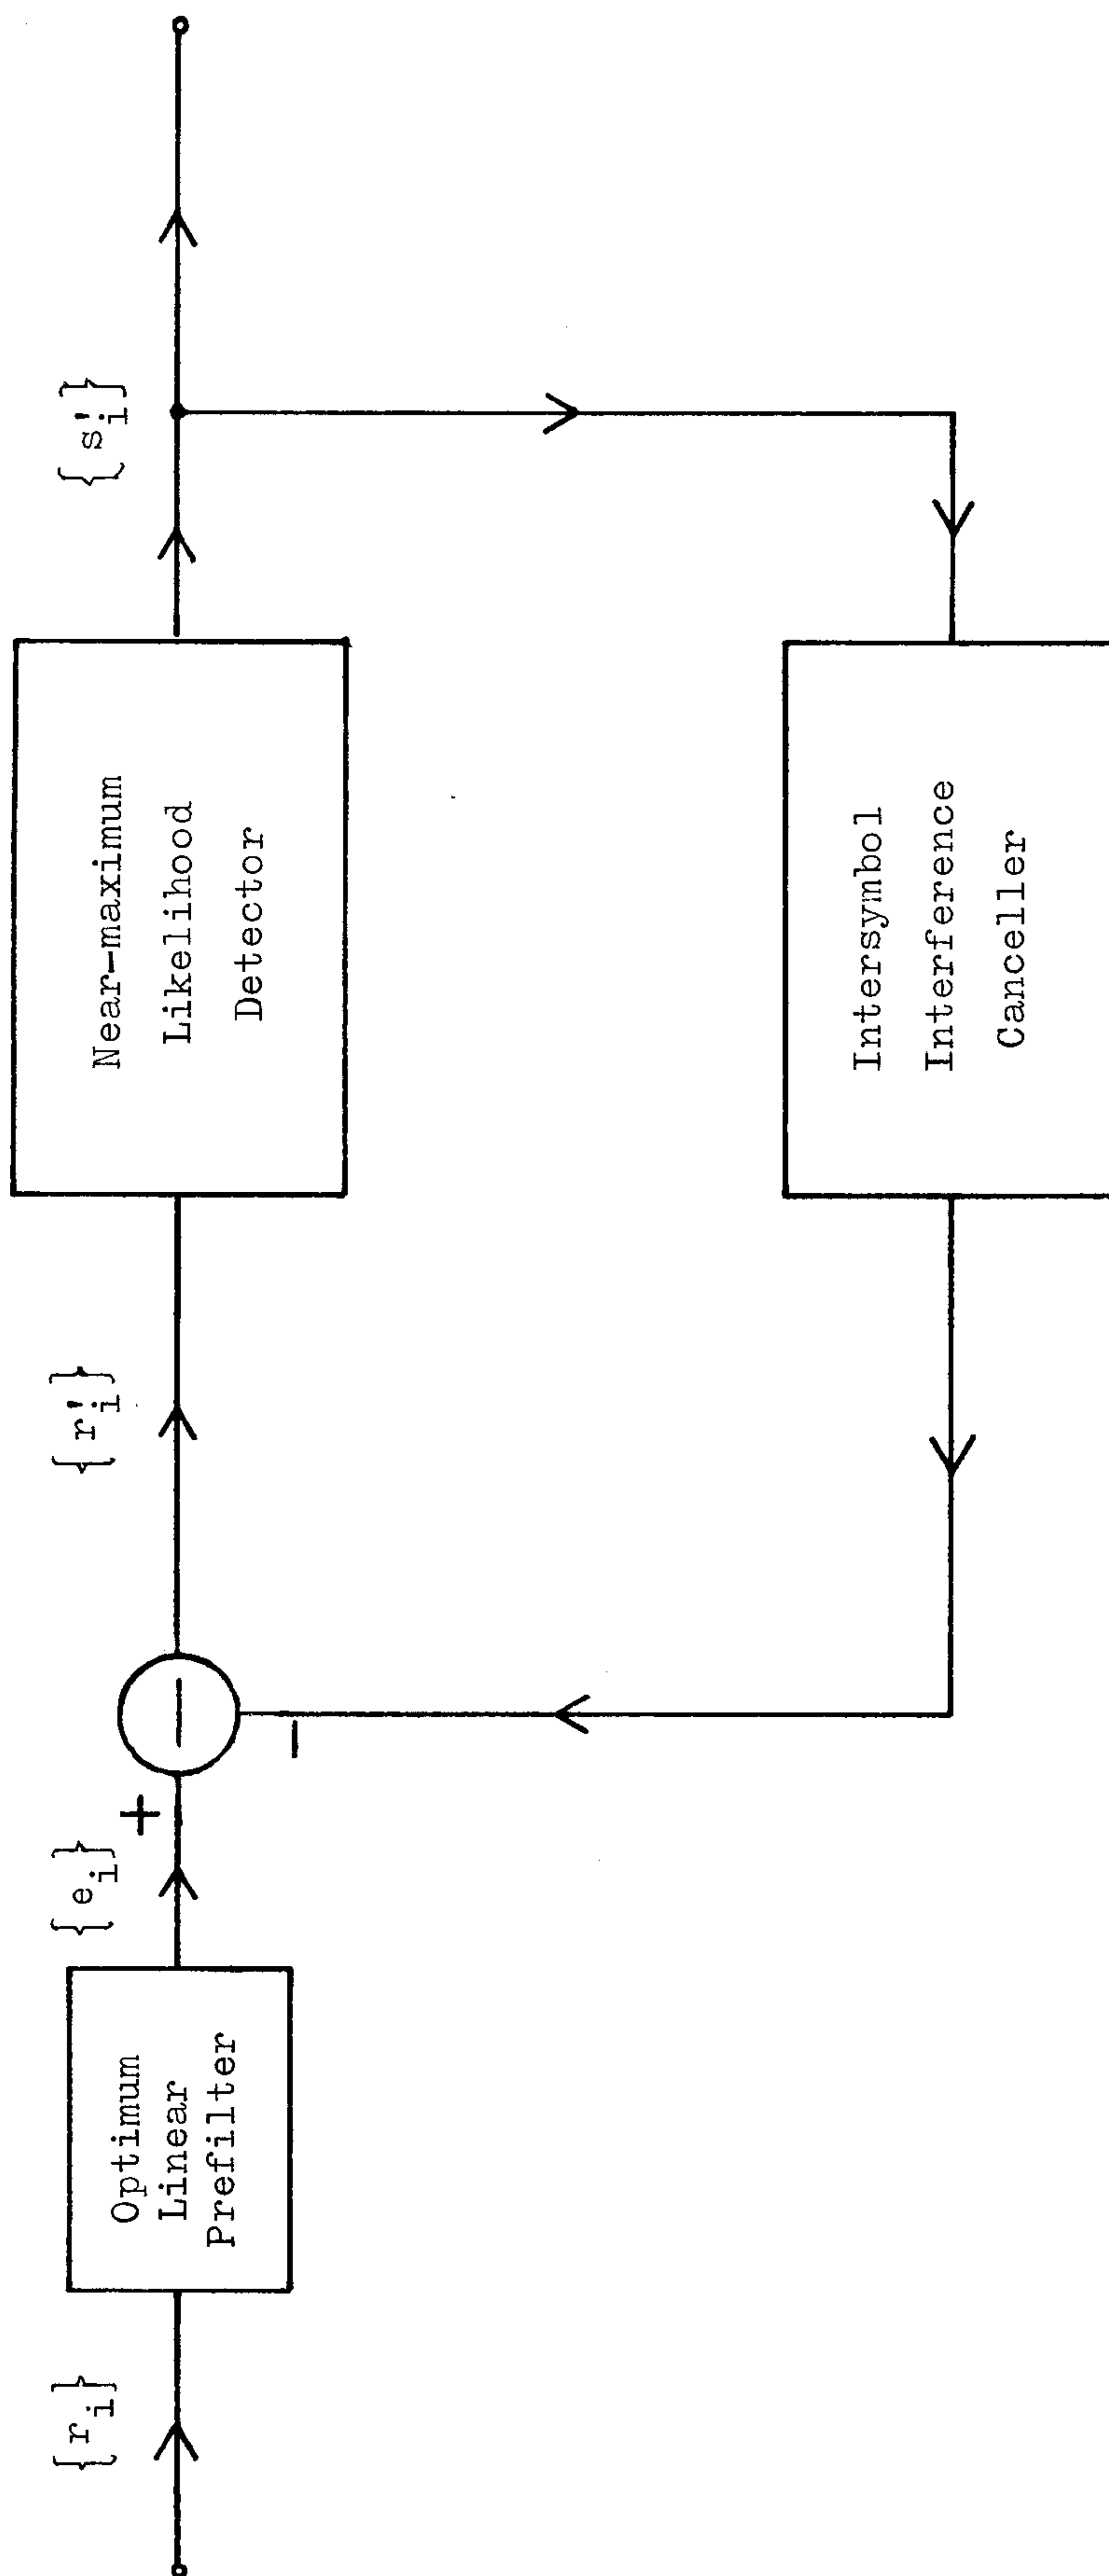 {r_i}
Optimum
Linear
Prefilter
{e_i}
+
−
−
{r'_i}
Near-maximum
Likelihood
Detector
{s'_i}
Intersymbol
Interference
Canceller